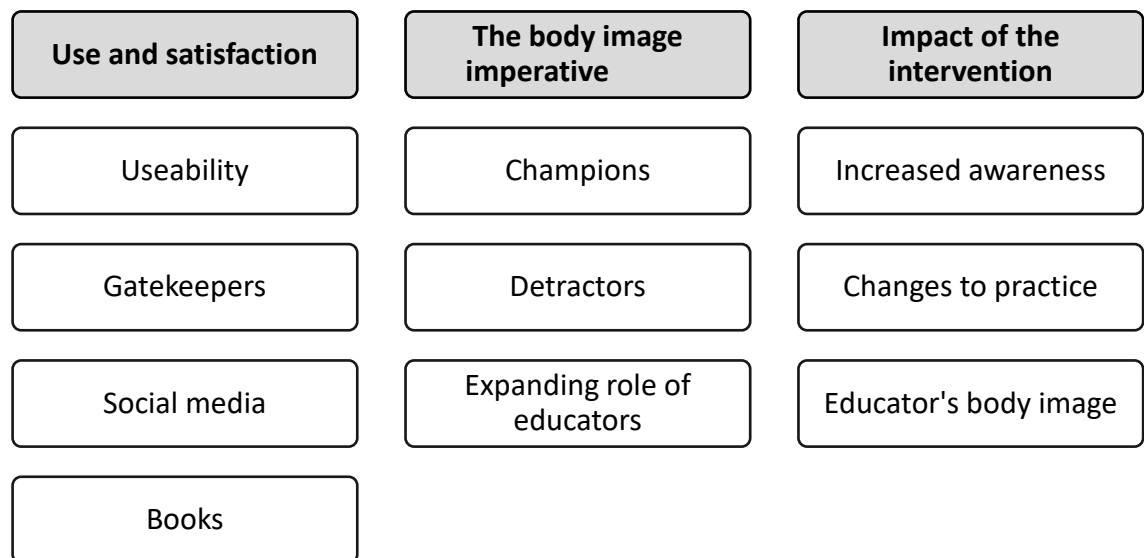 Use and satisfaction
Useability
Gatekeepers
Social media
Books
The body image
imperative
Champions
Detractors
Expanding role of
educators
Impact of the
intervention
Increased awareness
Changes to practice
Educator's body image